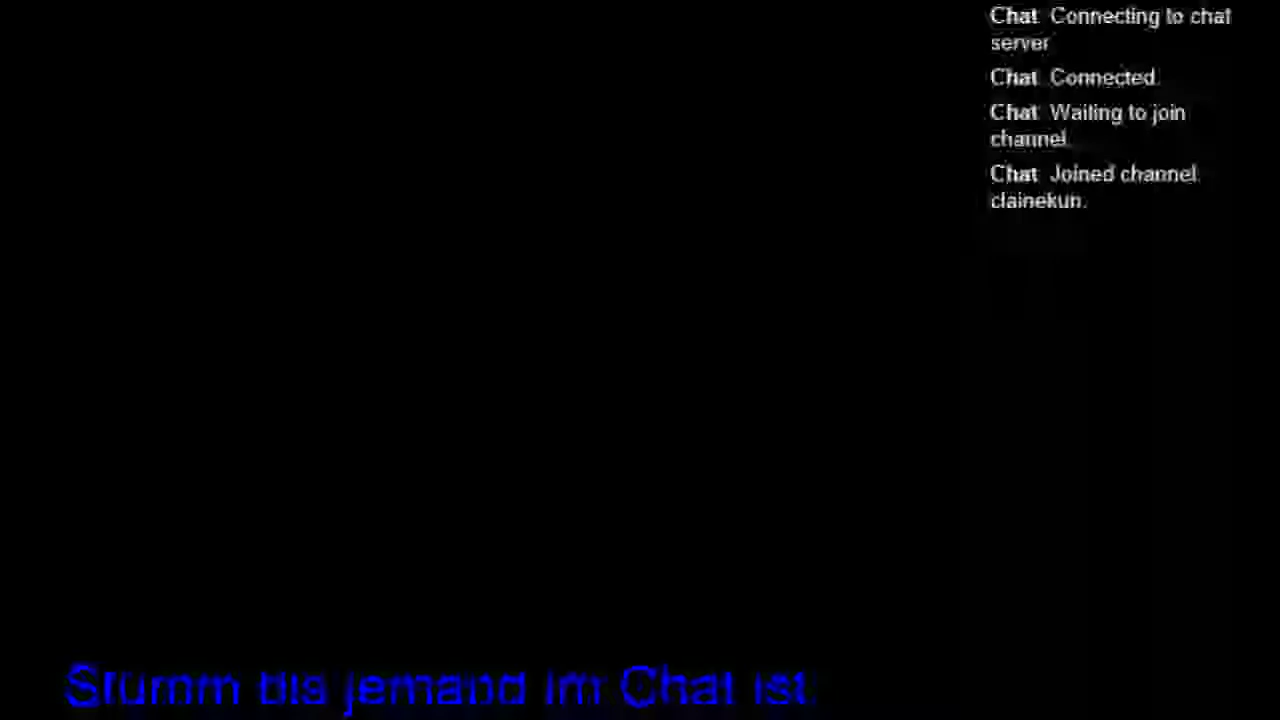 Chat Connecting to chat
server
Chat Connected.
Chat Waiting to join
channel.
Chat Joined channel
clainekun.
Stumm bis jemand im Chat ist.